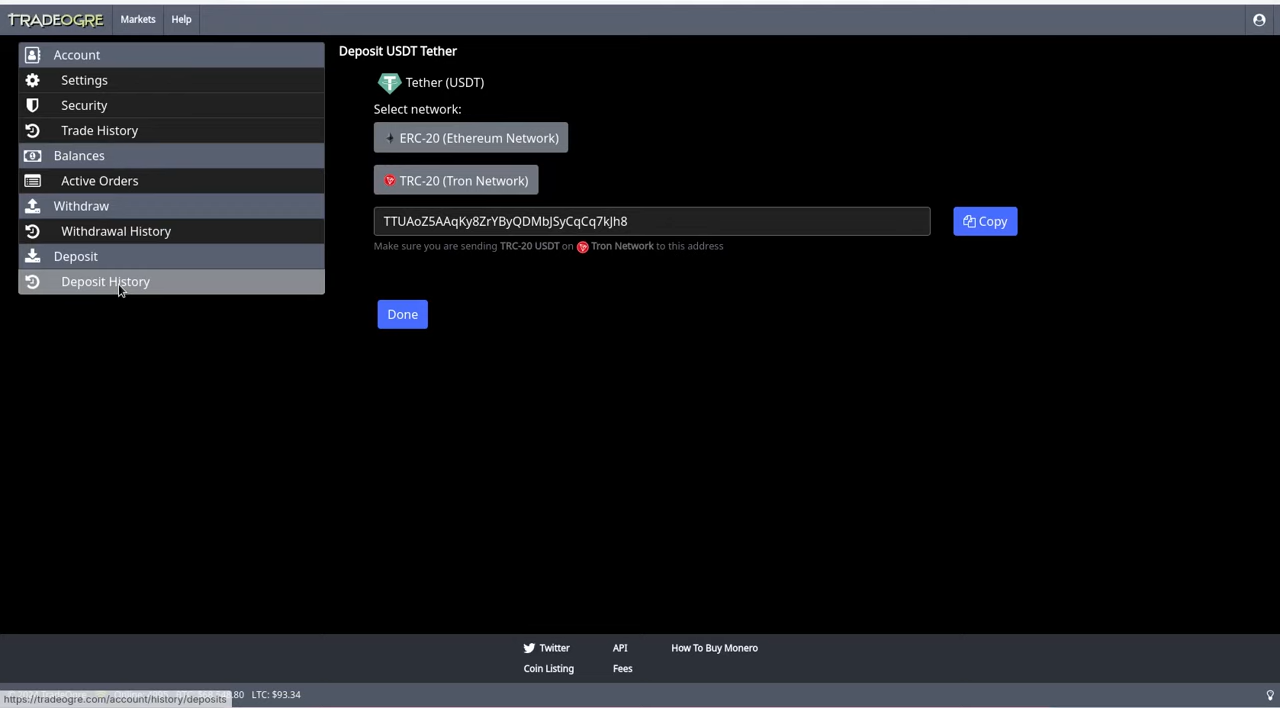 TRADEOGRE Markets Help
Account
Settings
Security
Trade History
Balances
Active Orders
Withdraw
Withdrawal History
Deposit
Deposit History
Deposit USDT Tether
Tether (USDT)
Select network:
ERC-20 (Ethereum Network)
TRC-20 (Tron Network)
TTUAoZ5AAqKy8ZrYByQDMbJSyCqCq7kJh8 Copy
Make sure you are sending TRC-20 USDT on Tron Network to this address
Done
Twitter API How To Buy Monero
Coin Listing Fees
.80 LTC: $93.34
https://tradeogre.com/account/history/deposits